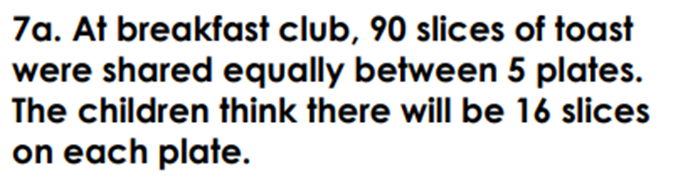 7a. At breakfast club, 90 slices of toast
were shared equally between 5 plates.
The children think there will be 16 slices
on each plate.